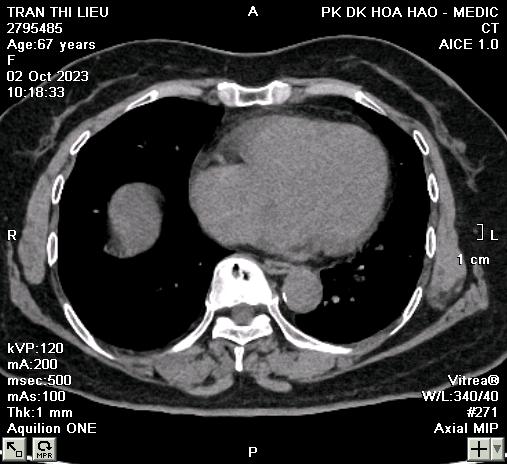 TRAN THI LIEU
2795485
Age:67 years
F
02 Oct 2023
10:18:33
A
PK DK HOA HAO - MEDIC
CT
AICE 1.0
R
L
1 cm
kVP:120
mA:200
msec:500
mAs:100
Thk:1 mm
Aquilion ONE
Vitrea®
W/L:340/40
#271
Axial MIP
P
MPR